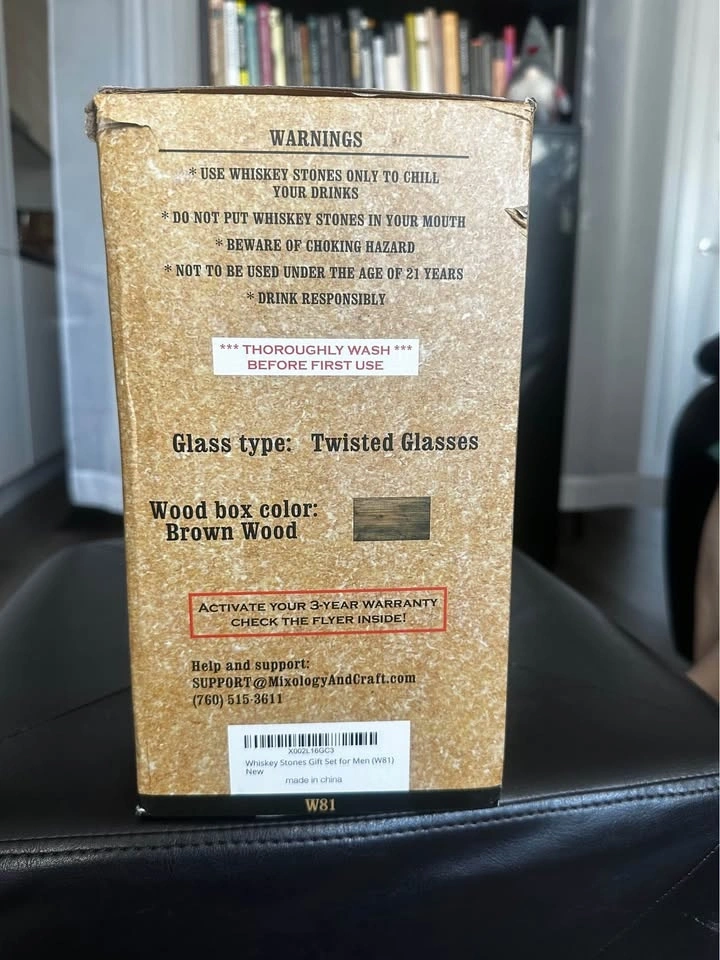 WARNINGS
* USE WHISKEY STONES ONLY TO CHILL
YOUR DRINKS
* DO NOT PUT WHISKEY STONES IN YOUR MOUTH
* BEWARE OF CHOKING HAZARD
* NOT TO BE USED UNDER THE AGE OF 21 YEARS
* DRINK RESPONSIBLY
*** THOROUGHLY WASH ***
BEFORE FIRST USE
Glass type: Twisted Glasses
Wood box color:
Brown Wood
ACTIVATE YOUR 3-YEAR WARRANTY
CHECK THE FLYER INSIDE!
Help and support:
SUPPORT@MixologyAndCraft.com
(760) 515-3611
X002L16GC3
Whiskey Stones Gift Set for Men (W81)
New
made in china
W81